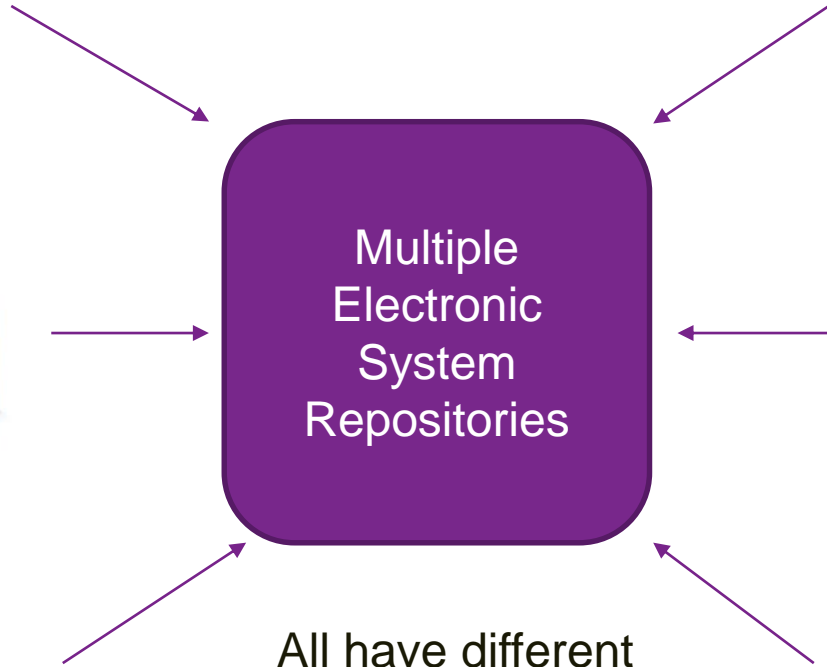 Multiple
Electronic
System
Repositories
All have different